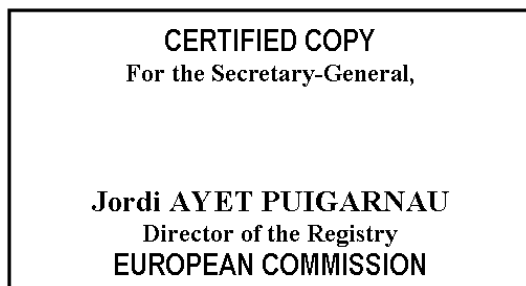 CERTIFIED COPY
For the Secretary-General,
Jordi AYET PUIGARNAU
Director of the Registry
EUROPEAN COMMISSION